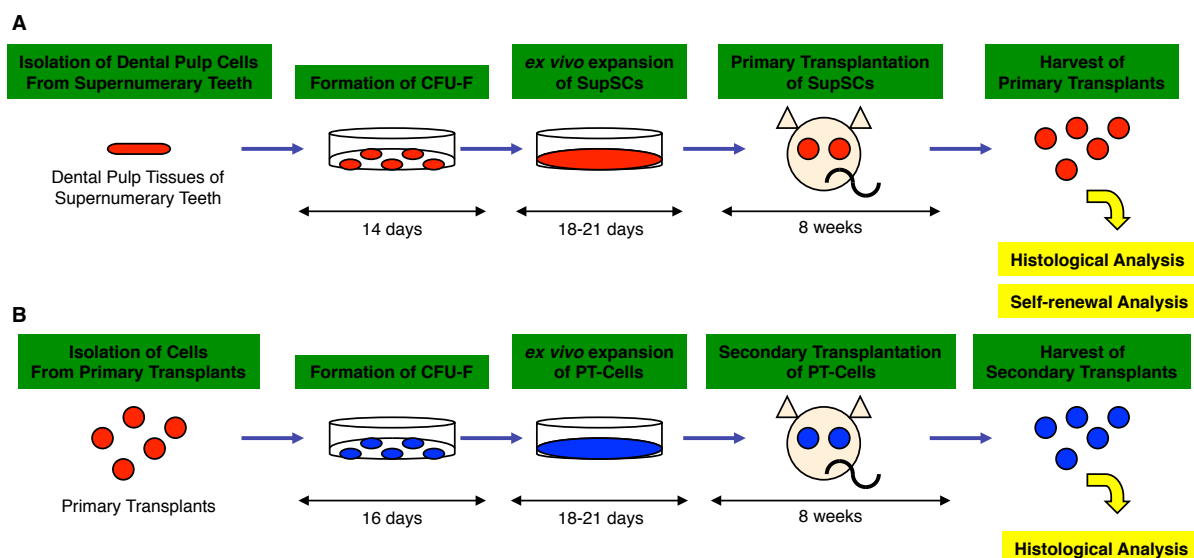 A
Isolation of Dental Pulp Cells
From Supernumerary Teeth
Formation of CFU-F
ex vivo expansion
of SupSCs
Primary Transplantation
of SupSCs
Harvest of
Primary Transplants
Dental Pulp Tissues of
Supernumerary Teeth
14 days
18-21 days
8 weeks
Histological Analysis
Self-renewal Analysis
B
Isolation of Cells
From Primary Transplants
Formation of CFU-F
ex vivo expansion
of PT-Cells
Secondary Transplantation
of PT-Cells
Harvest of
Secondary Transplants
Primary Transplants
16 days
18-21 days
8 weeks
Histological Analysis